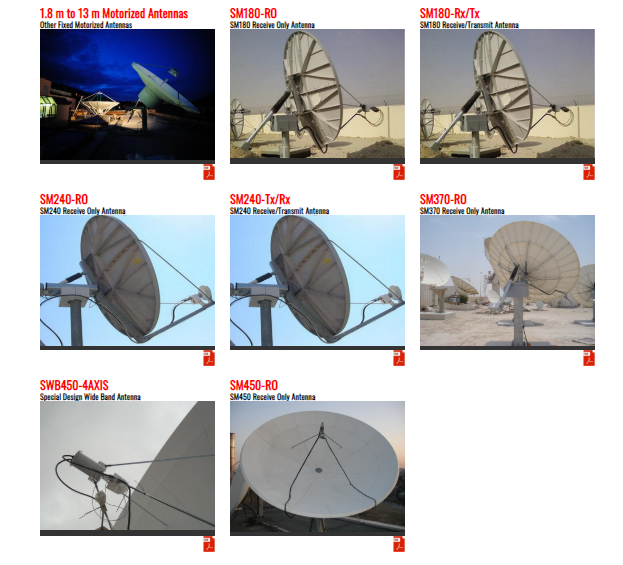 1.8 m to 13 m Motorized Antennas
Other Fixed Motorized Antennas
SM180-RO
SM180 Receive Only Antenna
SM180-Rx/Tx
SM180 Receive/Transmit Antenna
SM240-RO
SM240 Receive Only Antenna
SM240-Tx/Rx
SM240 Receive/Transmit Antenna
SM370-RO
SM370 Receive Only Antenna
SWB450-4AXIS
Special Design Wide Band Antenna
SM450-RO
SM450 Receive Only Antenna